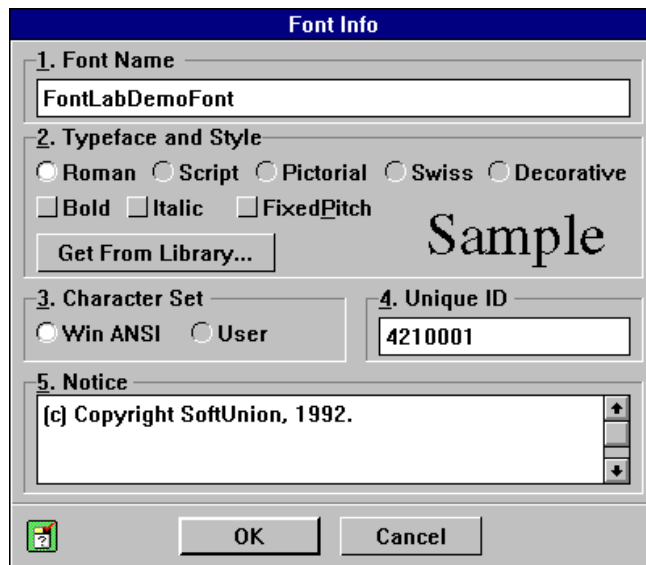 Font Info
1. Font Name
FontLabDemoFont
2. Typeface and Style
Roman Script Pictorial Swiss Decorative
Bold Italic FixedPitch
Get From Library...
Sample
3. Character Set
Win ANSI User
4. Unique ID
4210001
5. Notice
(c) Copyright SoftUnion, 1992.
?
OK Cancel